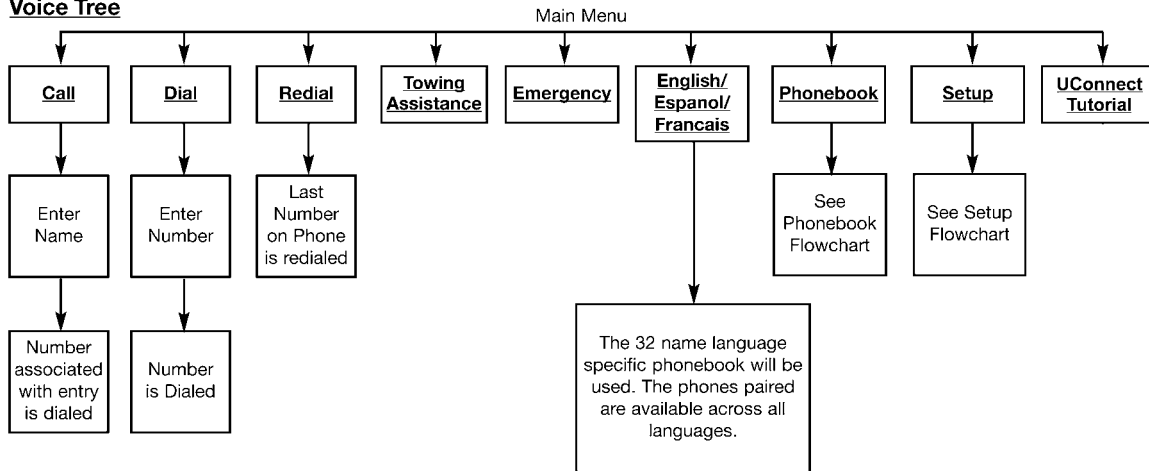 Voice Tree
Main Menu
Call
Dial
Redial
Towing
Assistance
Emergency
English/
Espanol/
Francais
Phonebook
Setup
UConnect
Tutorial
Enter
Name
Enter
Number
Last
Number
on Phone
is redialed
See
Phonebook
Flowchart
See Setup
Flowchart
Number
associated
with entry
is dialed
Number
is Dialed
The 32 name language
specific phonebook will be
used. The phones paired
are available across all
languages.